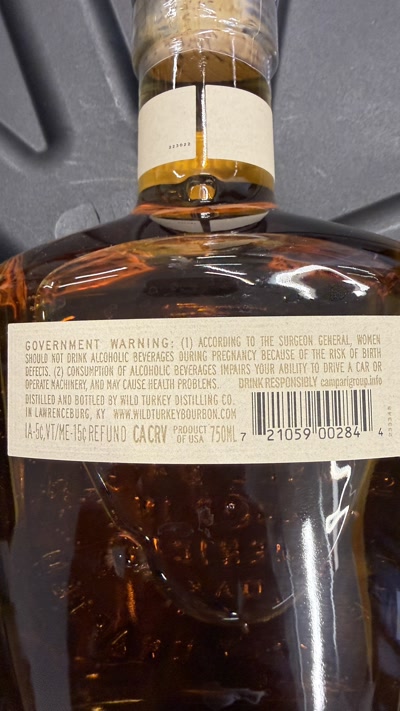 GOVERNMENT WARNING: (1) ACCORDING TO THE SURGEON GENERAL, WOMEN
SHOULD NOT DRINK ALCOHOLIC BEVERAGES DURING PREGNANCY BECAUSE OF THE RISK OF BIRTH
DEFECTS. (2) CONSUMPTION OF ALCOHOLIC BEVERAGES IMPAIRS YOUR ABILITY TO DRIVE A CAR OR
OPERATE MACHINERY, AND MAY CAUSE HEALTH PROBLEMS. DRINK RESPONSIBLY camparigroup.info
DISTILLED AND BOTTLED BY WILD TURKEY DISTILLING CO.
IN LAWRENCEBURG, KY WWW.WILDTURKEYBOURBON.COM
IA-5¢,VT/ME-15¢ REFUND CA CRV PRODUCT OF USA 750ML
7 21059 00284 4